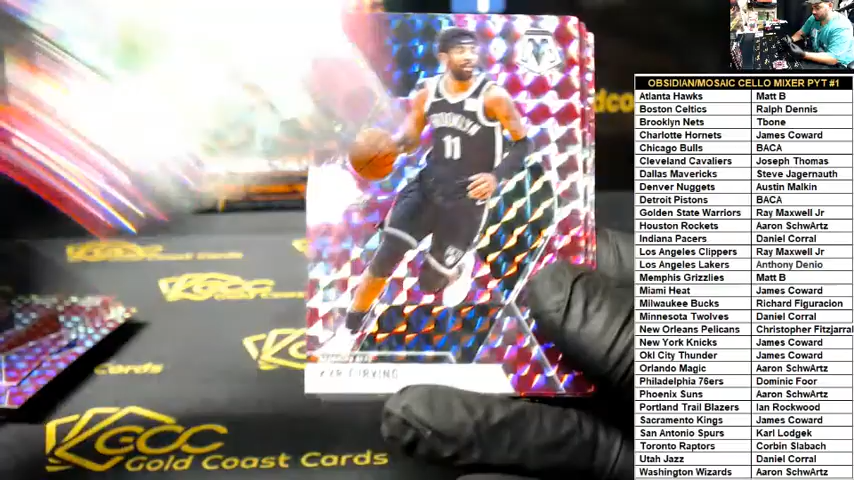 BROOKLYN
11
KYRIE IRVING
GCC
Gold Coast Cards
Cards
OBSIDIAN/MOSAIC CELLO MIXER PYT #1
Atlanta Hawks Matt B
Boston Celtics Ralph Dennis
Brooklyn Nets Tbone
Charlotte Hornets James Coward
Chicago Bulls BACA
Cleveland Cavaliers Joseph Thomas
Dallas Mavericks Steve Jagernauth
Denver Nuggets Austin Malkin
Detroit Pistons BACA
Golden State Warriors Ray Maxwell Jr
Houston Rockets Aaron SchwArtz
Indiana Pacers Daniel Corral
Los Angeles Clippers Ray Maxwell Jr
Los Angeles Lakers Anthony Denio
Memphis Grizzlies Matt B
Miami Heat James Coward
Milwaukee Bucks Richard Figuracion
Minnesota Twolves Daniel Corral
New Orleans Pelicans Christopher Fitzjarral
New York Knicks James Coward
Okl City Thunder James Coward
Orlando Magic Aaron SchwArtz
Philadelphia 76ers Dominic Foor
Phoenix Suns Aaron SchwArtz
Portland Trail Blazers Ian Rockwood
Sacramento Kings James Coward
San Antonio Spurs Karl Lodgek
Toronto Raptors Corbin Slabach
Utah Jazz Daniel Corral
Washington Wizards Aaron SchwArtz